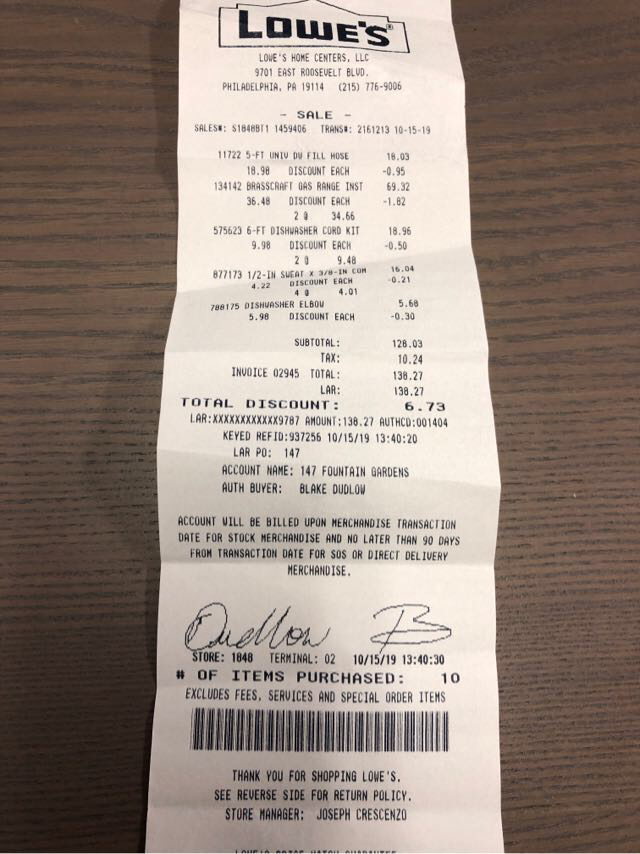 LOWE'S®
LOWE'S HOME CENTERS, LLC
9701 EAST ROOSEVELT BLVD.
PHILADELPHIA, PA 19114 (215) 776-9006
- SALE -
SALES#: S1848BT1 1459406 TRANS#: 2161213 10-15-19
11722 5-FT UNIV DW FILL HOSE 18.03
18.98 DISCOUNT EACH -0.95
134142 BRASSCRAFT GAS RANGE INST 69.32
36.48 DISCOUNT EACH -1.82
2 @ 34.66
575623 6-FT DISHWASHER CORD KIT 18.96
9.98 DISCOUNT EACH -0.50
2 @ 9.48
877173 1/2-IN SWEAT X 3/8-IN COM 16.04
4.22 DISCOUNT EACH -0.21
4 @ 4.01
788175 DISHWASHER ELBOW 5.68
5.98 DISCOUNT EACH -0.30
SUBTOTAL: 128.03
TAX: 10.24
INVOICE 02945 TOTAL: 138.27
LAR: 138.27
TOTAL DISCOUNT: 6.73
LAR:XXXXXXXXXXXX9787 AMOUNT:138.27 AUTHCD:001404
KEYED REFID:937256 10/15/19 13:40:20
LAR PO: 147
ACCOUNT NAME: 147 FOUNTAIN GARDENS
AUTH BUYER: BLAKE DUDLOW
ACCOUNT WILL BE BILLED UPON MERCHANDISE TRANSACTION
DATE FOR STOCK MERCHANDISE AND NO LATER THAN 90 DAYS
FROM TRANSACTION DATE FOR SOS OR DIRECT DELIVERY
MERCHANDISE.
Dudlow B
STORE: 1848 TERMINAL: 02 10/15/19 13:40:30
# OF ITEMS PURCHASED: 10
EXCLUDES FEES, SERVICES AND SPECIAL ORDER ITEMS
THANK YOU FOR SHOPPING LOWE'S.
SEE REVERSE SIDE FOR RETURN POLICY.
STORE MANAGER: JOSEPH CRESCENZO
LOWE'S PRICE MATCH GUARANTEE